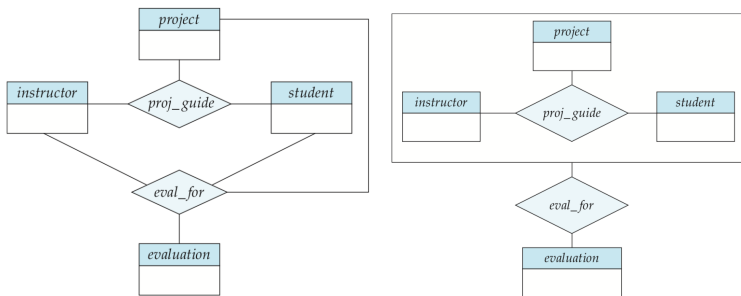 project
instructor
proj_guide
student
eval_for
evaluation
project
instructor
proj_guide
student
eval_for
evaluation